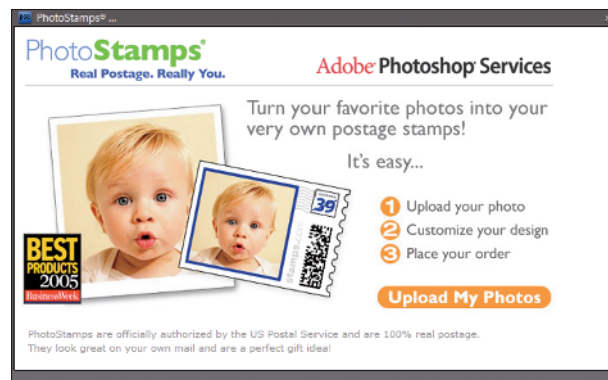 PhotoStamps® ...
PhotoStamps®
Real Postage. Really You.
Adobe® Photoshop® Services
Turn your favorite photos into your
very own postage stamps!
It's easy...
1 Upload your photo
2 Customize your design
3 Place your order
Upload My Photos
39
stamps.com
BEST
PRODUCTS
2005
BusinessWeek
PhotoStamps are officially authorized by the US Postal Service and are 100% real postage.
They look great on your own mail and are a perfect gift idea!